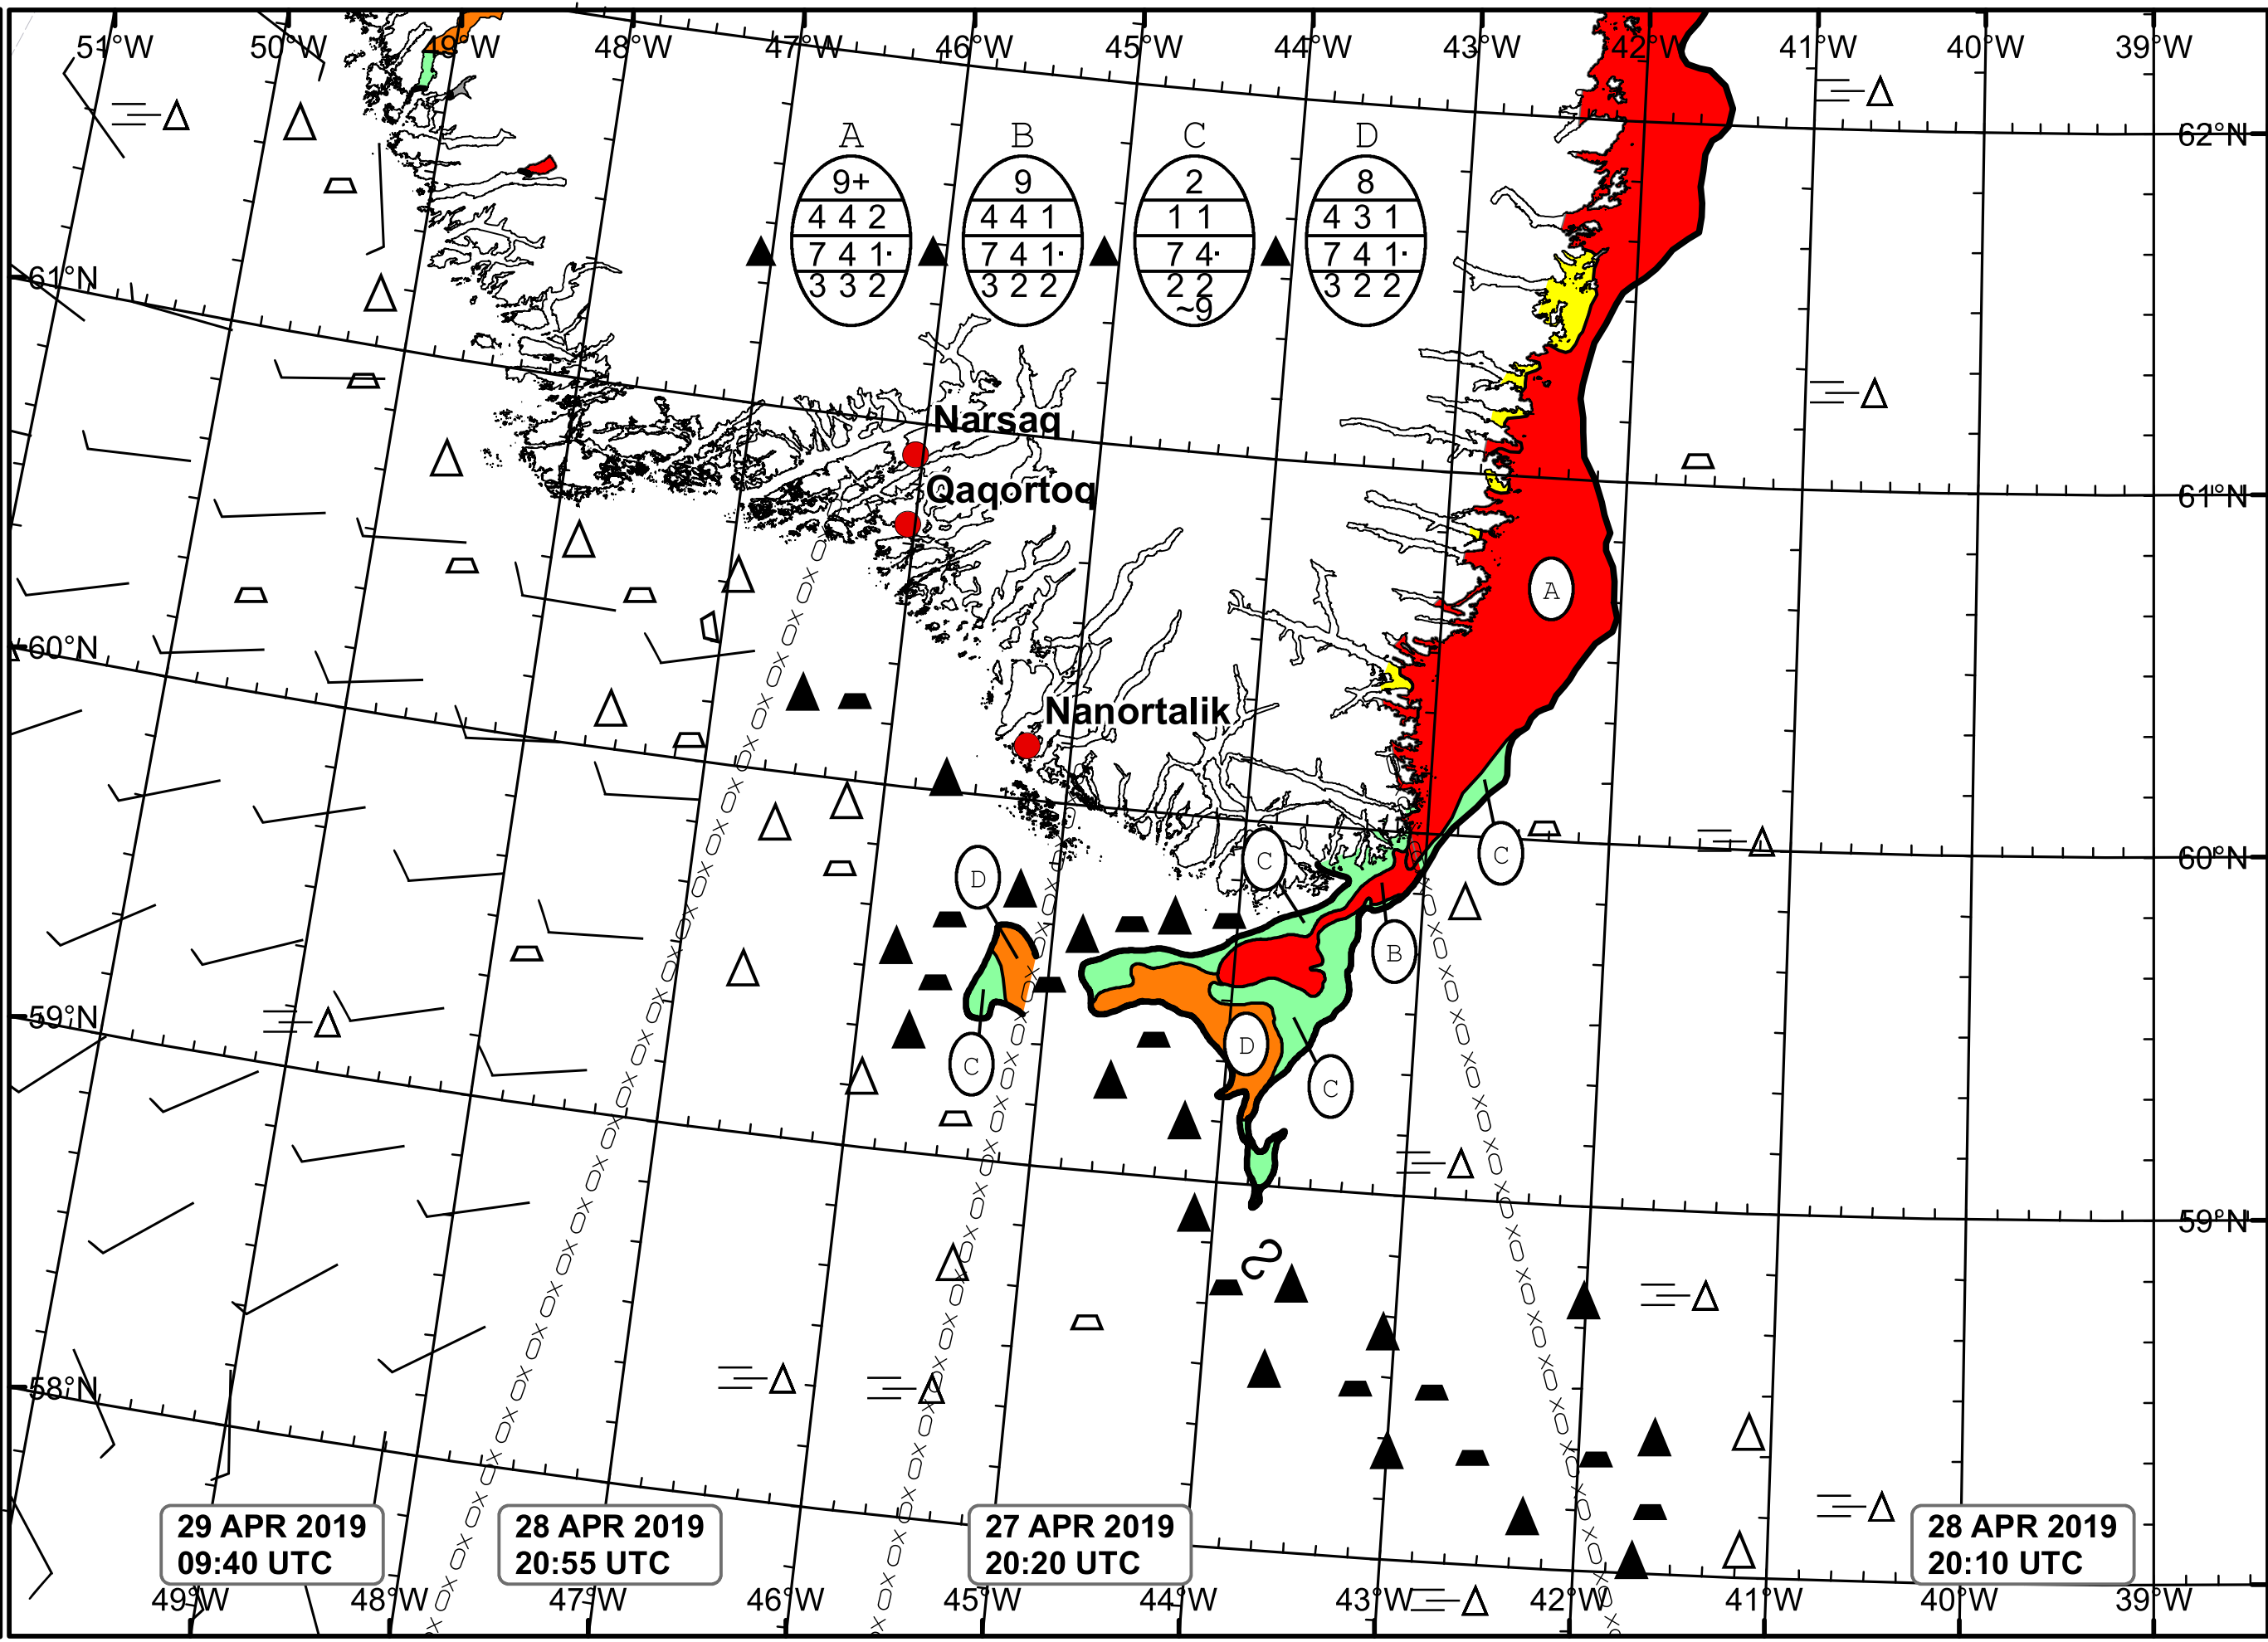 51°W 50°W 49°W 48°W 47°W 46°W 45°W 44°W 43°W 42°W 41°W 40°W 39°W
62°N
A B C D
9+ 9 2 8
4 4 2 4 4 1 1 1 4 3 1
7 4 1· 7 4 1· 7 4· 7 4 1·
3 3 2 3 2 2 2 2 3 2 2
~9
61°N
Narsaq
Qaqortoq
61°N
A
60°N
Nanortalik
C C
60°N
D
B
59°N
D
C C
59°N
58°N
29 APR 2019
09:40 UTC
28 APR 2019
20:55 UTC
27 APR 2019
20:20 UTC
28 APR 2019
20:10 UTC
49°W 48°W 47°W 46°W 45°W 44°W 43°W 42°W 41°W 40°W 39°W